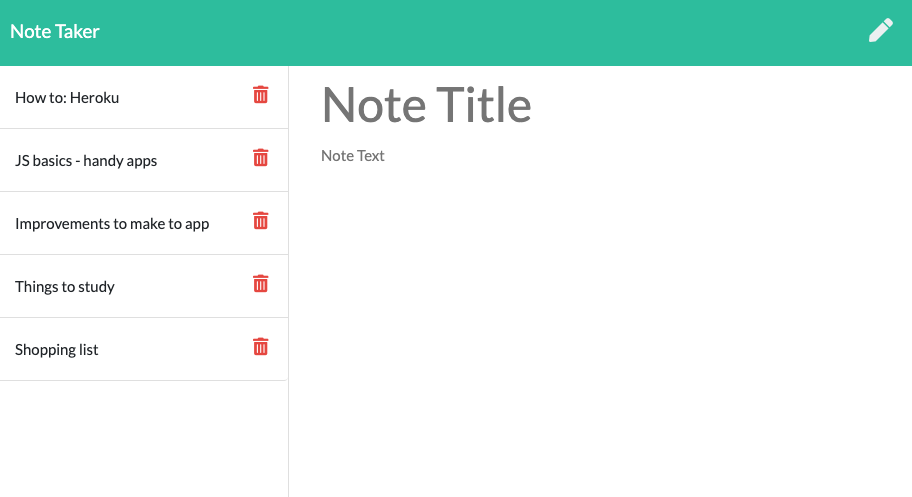 Note Taker
How to: Heroku
JS basics - handy apps
Improvements to make to app
Things to study
Shopping list
Note Title
Note Text